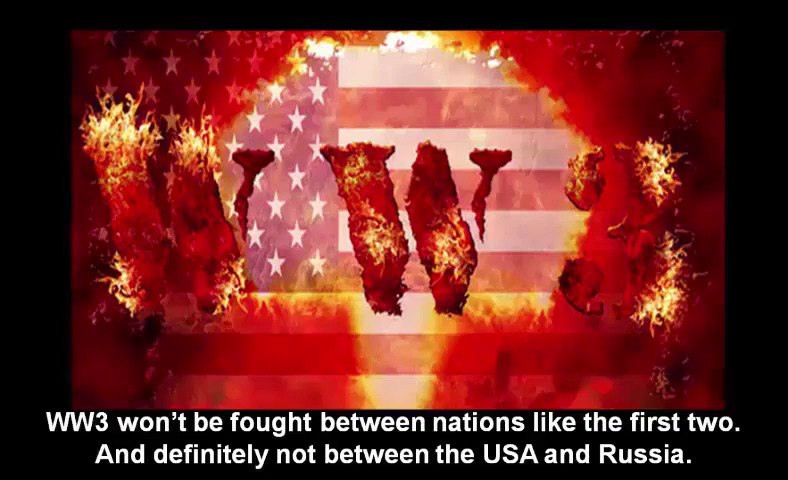 WW3
WW3 won't be fought between nations like the first two.
And definitely not between the USA and Russia.